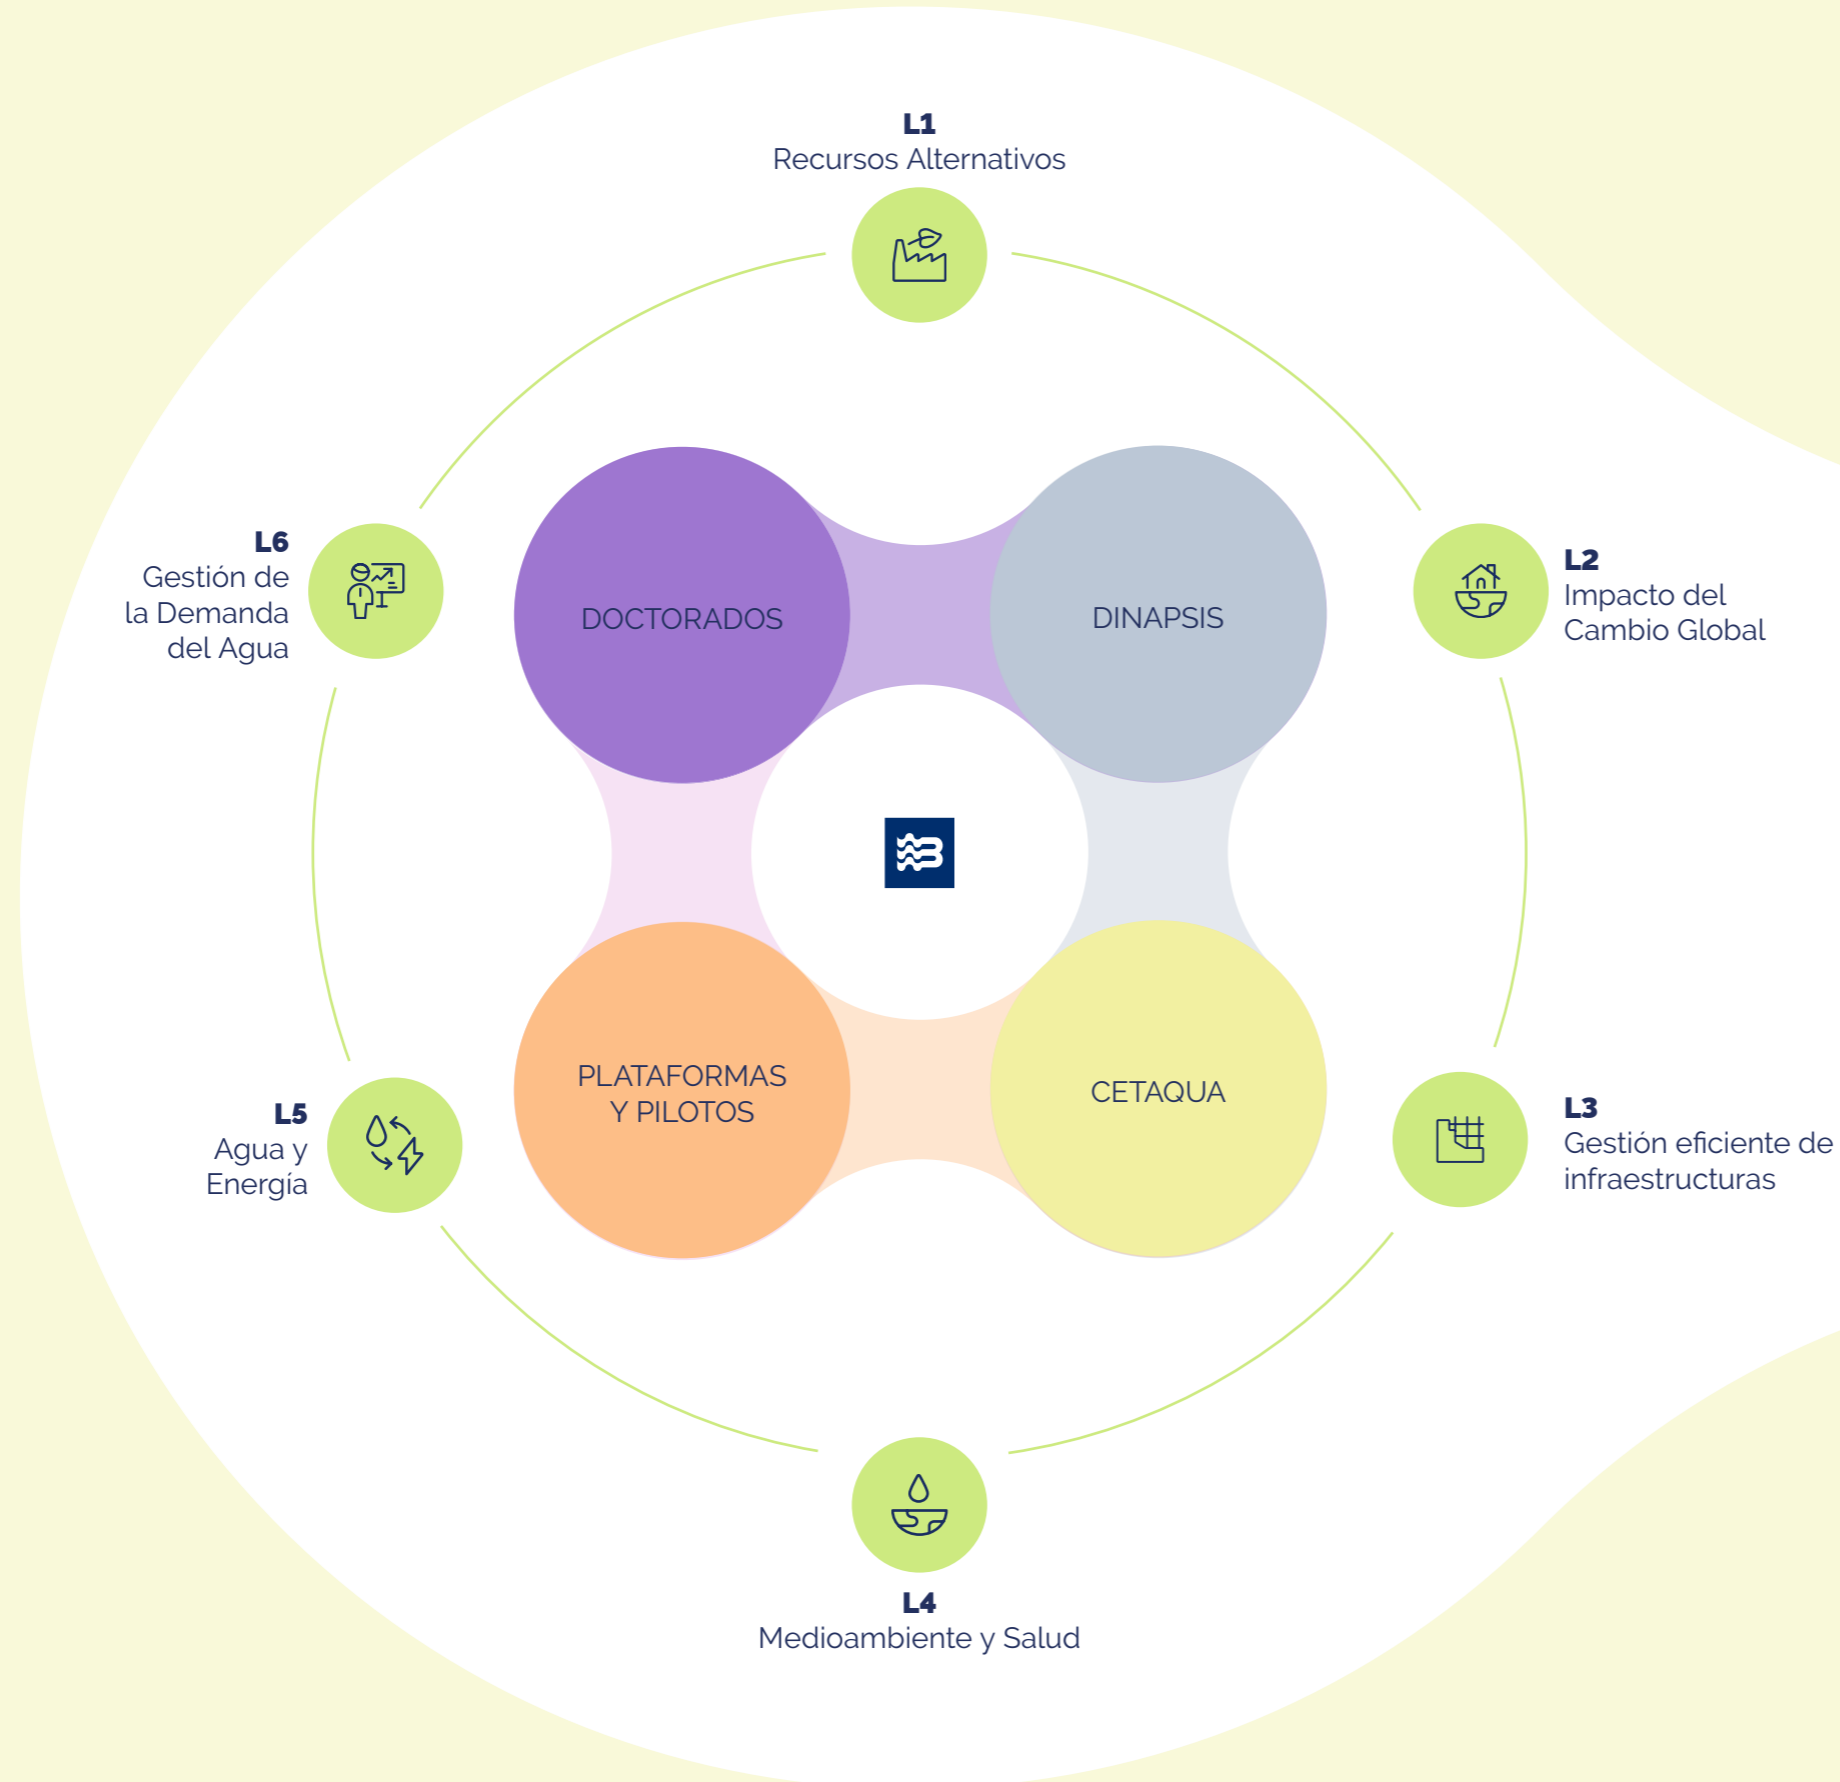 L1
Recursos Alternativos
L2
Impacto del
Cambio Global
L3
Gestión eficiente de
infraestructuras
L4
Medioambiente y Salud
L5
Agua y
Energía
L6
Gestión de
la Demanda
del Agua
DOCTORADOS
DINAPSIS
PLATAFORMAS
Y PILOTOS
CETAQUA